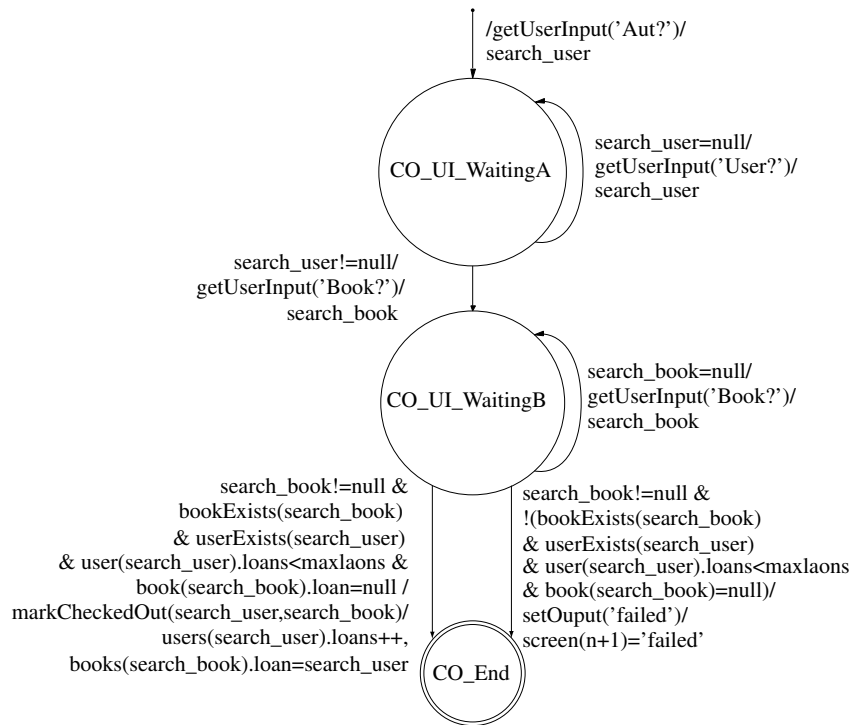 /getUserInput('Aut?')/
search_user
CO_UI_WaitingA
search_user=null/
getUserInput('User?')/
search_user
search_user!=null/
getUserInput('Book?')/
search_book
CO_UI_WaitingB
search_book=null/
getUserInput('Book?')/
search_book
search_book!=null &
bookExists(search_book)
& userExists(search_user)
& user(search_user).loans<maxlaons &
book(search_book).loan=null /
markCheckedOut(search_user,search_book)/
users(search_user).loans++,
books(search_book).loan=search_user
search_book!=null &
!(bookExists(search_book)
& userExists(search_user)
& user(search_user).loans<maxlaons
& book(search_book)=null)/
setOuput('failed')/
screen(n+1)='failed'
CO_End